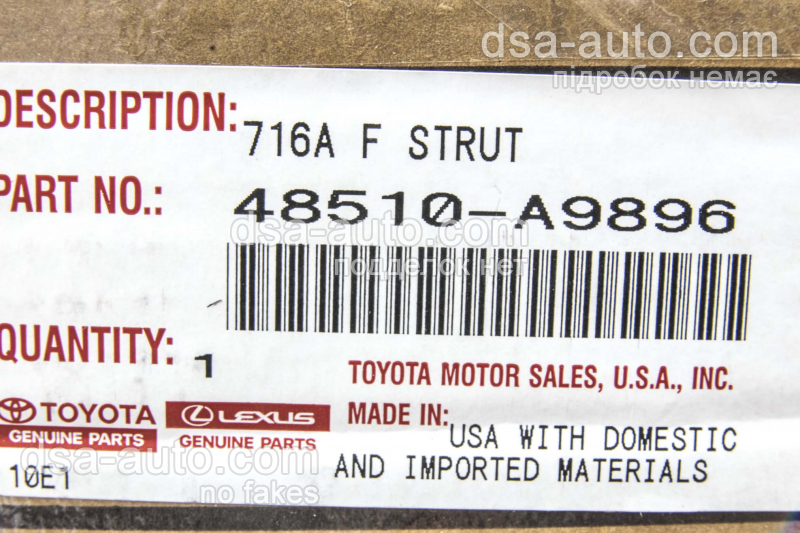 dsa-auto.com
підробок немає
DESCRIPTION: 716A F STRUT
PART NO.: 48510-A9896
dsa-auto.com
подделок нет
QUANTITY: 1
TOYOTA MOTOR SALES, U.S.A., INC.
TOYOTA LEXUS MADE IN: USA WITH DOMESTIC
GENUINE PARTS GENUINE PARTS
AND IMPORTED MATERIALS
dsa-auto.com
10E1
no fakes